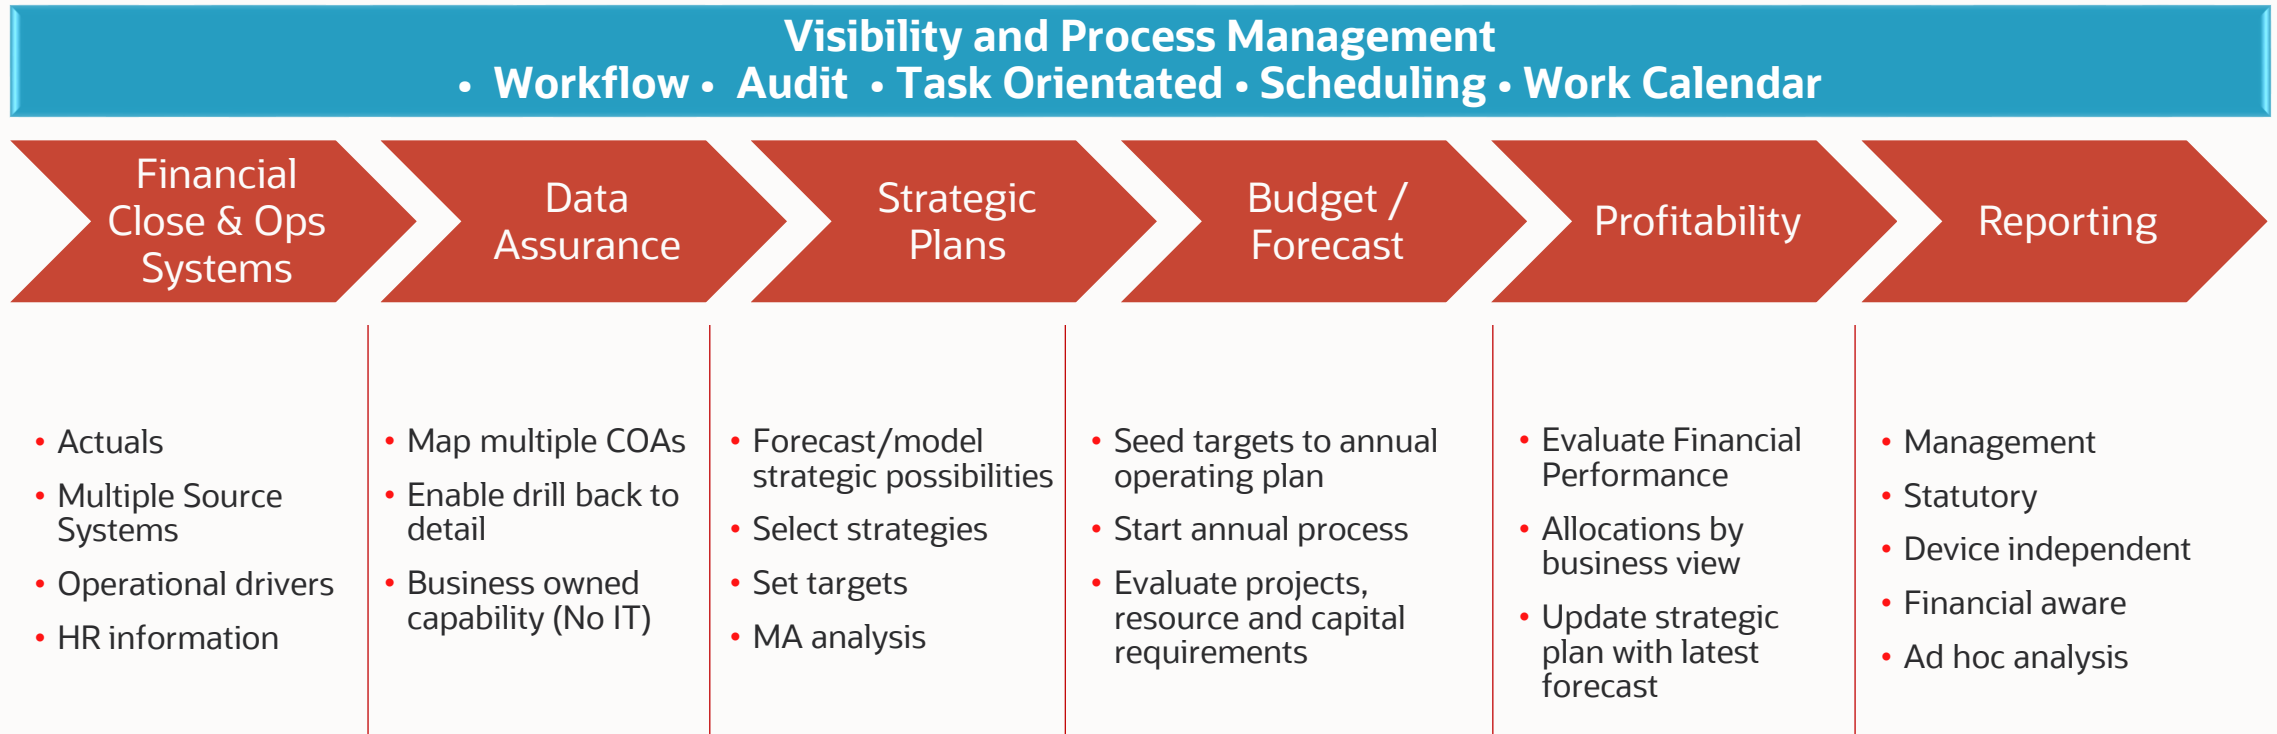 Visibility and Process Management
• Workflow • Audit • Task Orientated • Scheduling • Work Calendar
Financial
Close & Ops
Systems
Data
Assurance
Strategic
Plans
Budget /
Forecast
Profitability
Reporting
• Actuals
• Multiple Source
Systems
• Operational drivers
• HR information
• Map multiple COAs
• Enable drill back to
detail
• Business owned
capability (No IT)
• Forecast/model
strategic possibilities
• Select strategies
• Set targets
• MA analysis
• Seed targets to annual
operating plan
• Start annual process
• Evaluate projects,
resource and capital
requirements
• Evaluate Financial
Performance
• Allocations by
business view
• Update strategic
plan with latest
forecast
• Management
• Statutory
• Device independent
• Financial aware
• Ad hoc analysis